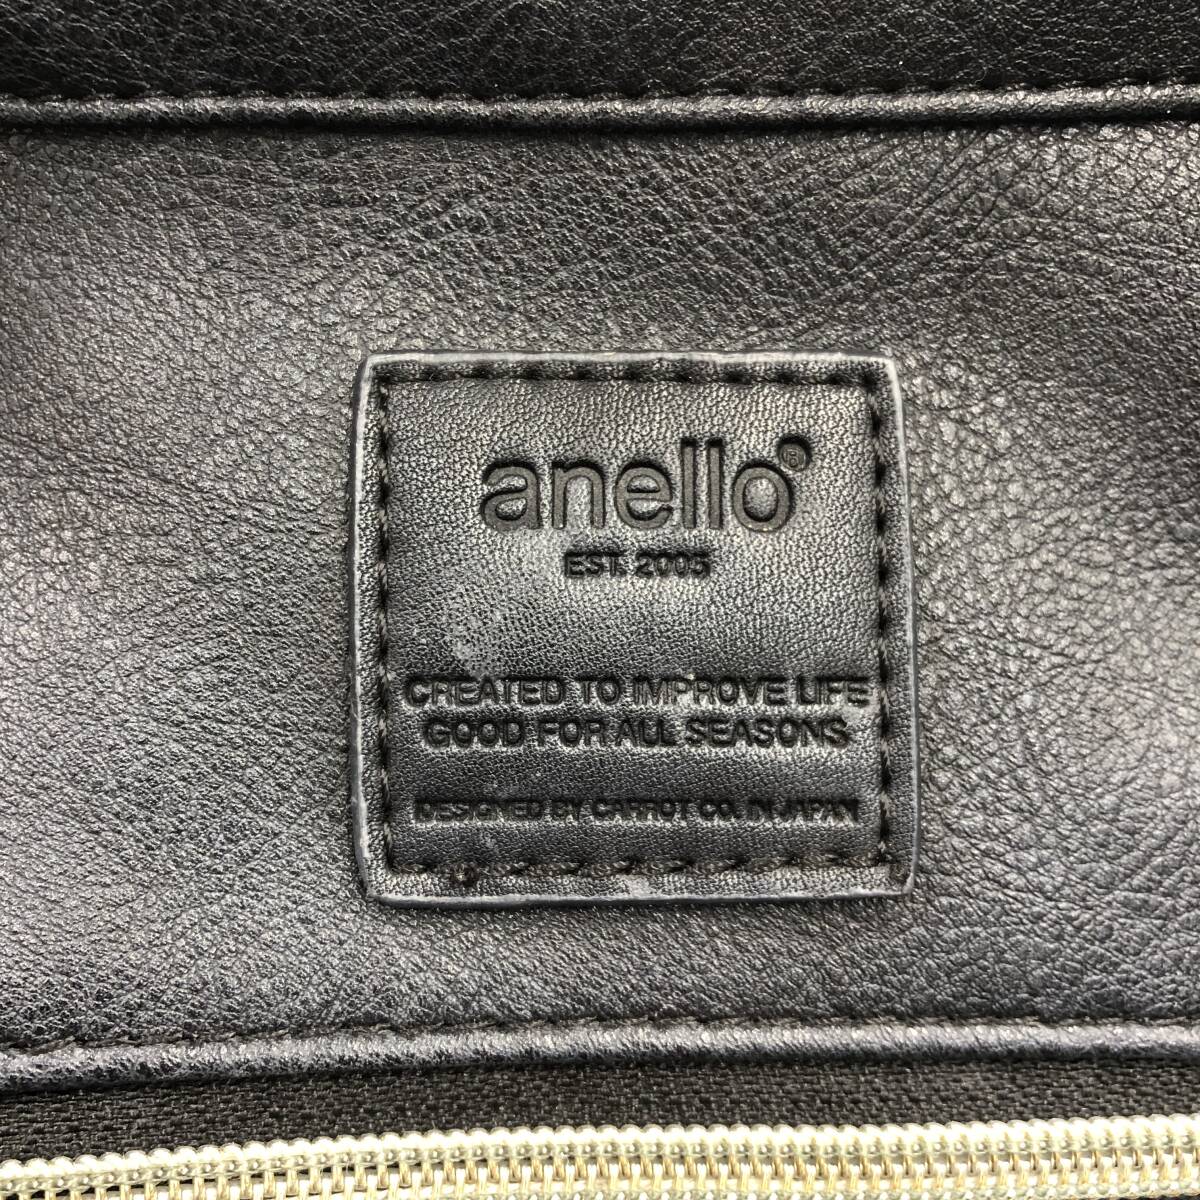 anello®
EST. 2005
CREATED TO IMPROVE LIFE
GOOD FOR ALL SEASONS
DESIGNED BY CARROT CO. IN JAPAN